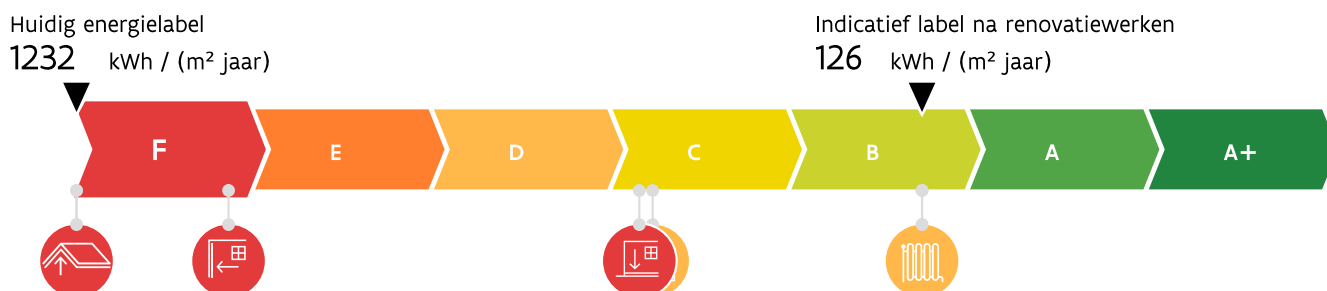 Huidig energielabel
1232 kWh / (m² jaar)
Indicatief label na renovatiewerken
126 kWh / (m² jaar)
F E D C B A A+